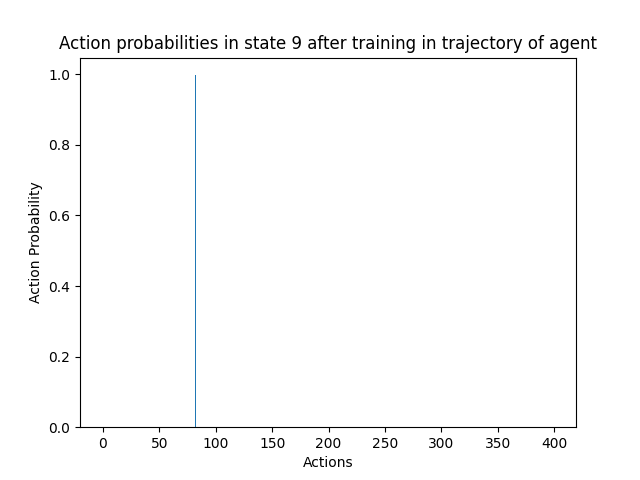 Action probabilities in state 9 after training in trajectory of agent
1.0
0.8
0.6
0.4
0.2
0.0
Action Probability
0 50 100 150 200 250 300 350 400
Actions